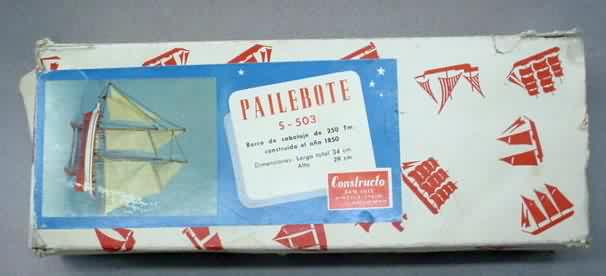 PAILEBOTE
S-503
Barco de cabotaje de 250 Tm.
construido el año 1850
Dimensiones: Largo total 34 cm
Alto 28 cm
Constructo